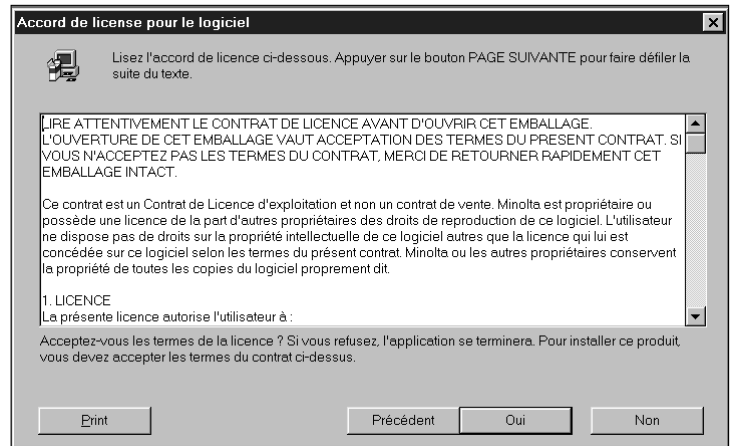 Accord de license pour le logiciel
Lisez l'accord de licence ci-dessous. Appuyer sur le bouton PAGE SUIVANTE pour faire défiler la
suite du texte.
LIRE ATTENTIVEMENT LE CONTRAT DE LICENCE AVANT D'OUVRIR CET EMBALLAGE.
L'OUVERTURE DE CET EMBALLAGE VAUT ACCEPTATION DES TERMES DU PRESENT CONTRAT. SI
VOUS N'ACCEPTEZ PAS LES TERMES DU CONTRAT, MERCI DE RETOURNER RAPIDEMENT CET
EMBALLAGE INTACT.
Ce contrat est un Contrat de Licence d'exploitation et non un contrat de vente. Minolta est propriétaire ou
possède une licence de la part d'autres propriétaires des droits de reproduction de ce logiciel. L'utilisateur
ne dispose pas de droits sur la propriété intellectuelle de ce logiciel autres que la licence qui lui est
concédée sur ce logiciel selon les termes du présent contrat. Minolta ou les autres propriétaires conservent
la propriété de toutes les copies du logiciel proprement dit.
1. LICENCE
La présente licence autorise l'utilisateur à :
Acceptez-vous les termes de la licence ? Si vous refusez, l'application se terminera. Pour installer ce produit,
vous devez accepter les termes du contrat ci-dessus.
Print
Précédent
Oui
Non